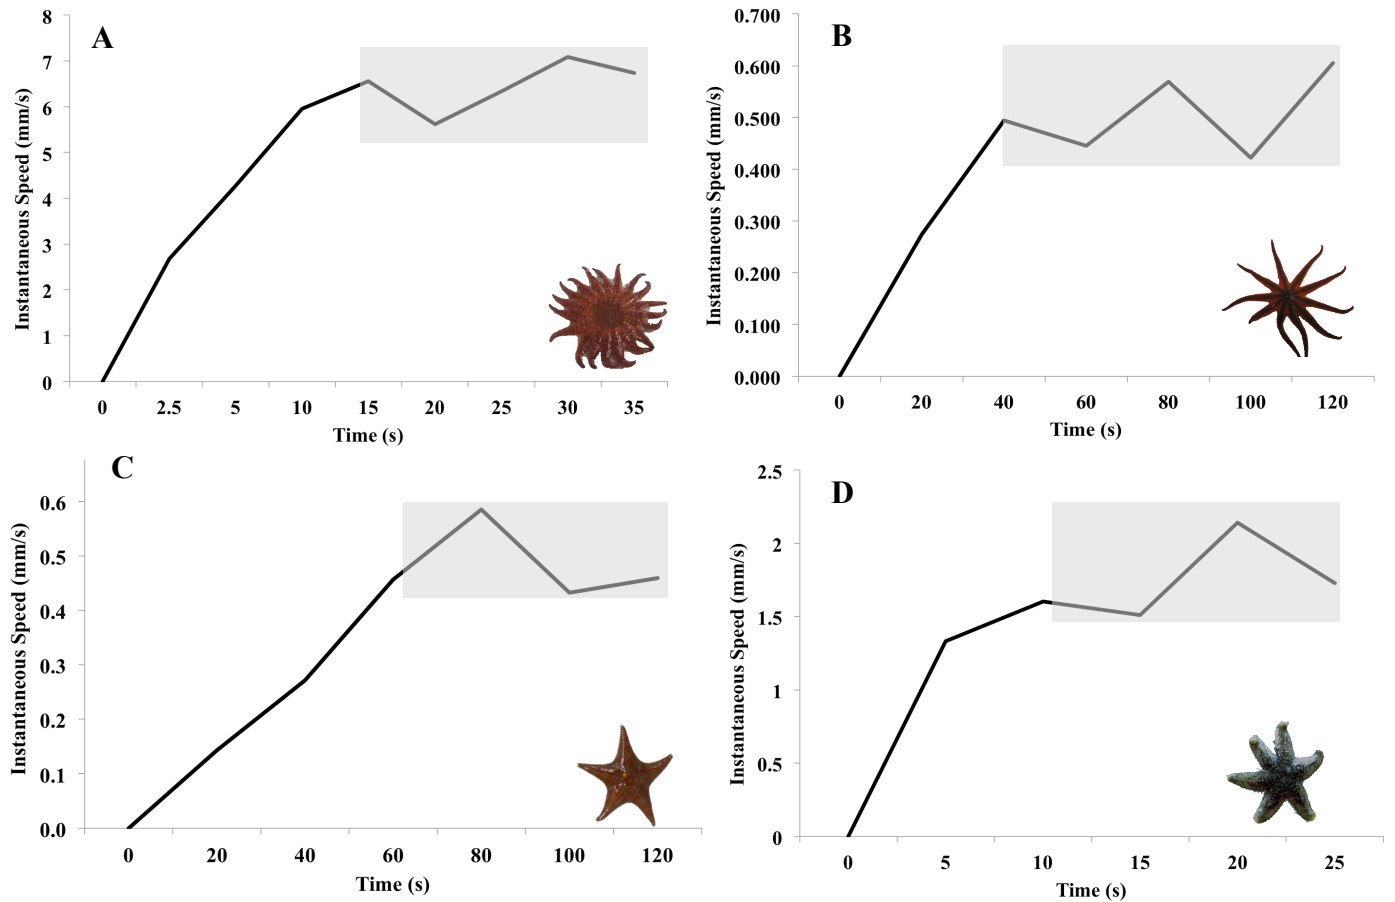 A
Instantaneous Speed (mm/s)
8
7
6
5
4
3
2
1
0
0 2.5 5 10 15 20 25 30 35
Time (s)
B
Instantaneous Speed (mm/s)
0.700
0.600
0.500
0.400
0.300
0.200
0.100
0.000
0 20 40 60 80 100 120
Time (s)
C
Instantaneous Speed (mm/s)
0.6
0.5
0.4
0.3
0.2
0.1
0.0
0 20 40 60 80 100 120
Time (s)
D
Instantaneous Speed (mm/s)
2.5
2
1.5
1
0.5
0
0 5 10 15 20 25
Time (s)